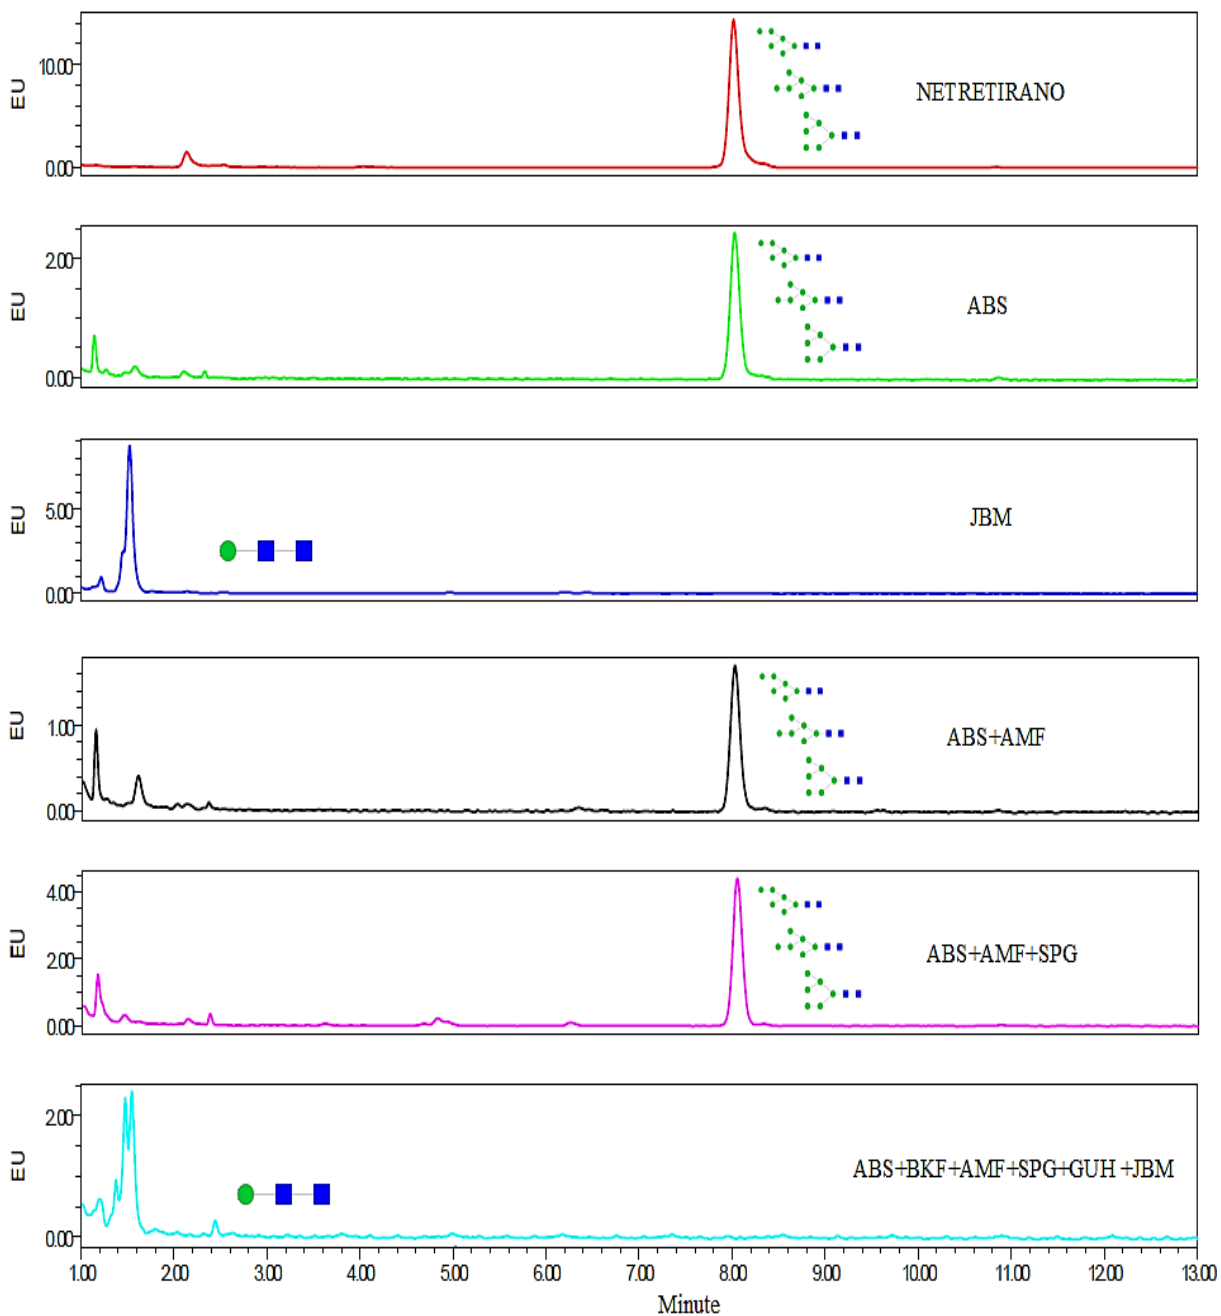 EU
10.00
0.00
NETRETIRANO
EU
2.00
0.00
ABS
EU
5.00
0.00
JBM
EU
1.00
0.00
ABS+AMF
EU
4.00
2.00
0.00
ABS+AMF+SPG
EU
2.00
0.00
ABS+BKF+AMF+SPG+GUH +JBM
1.00 2.00 3.00 4.00 5.00 6.00 7.00 8.00 9.00 10.00 11.00 12.00 13.00
Minute